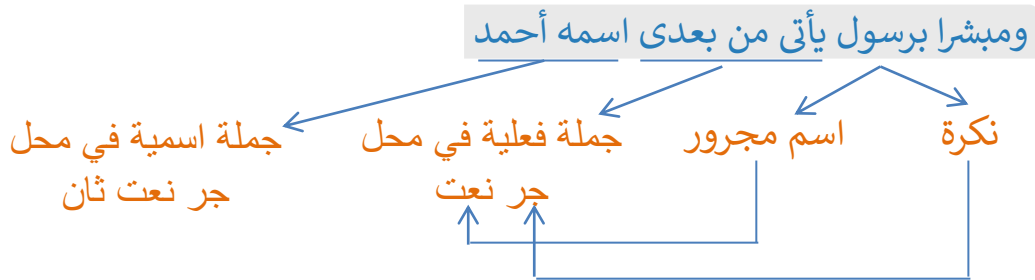 ومبشرا برسول يأتى من بعدى اسمه أحمد
نكرة
اسم مجرور
جملة فعلية في محل
جر نعت
جملة اسمية في محل
جر نعت ثان